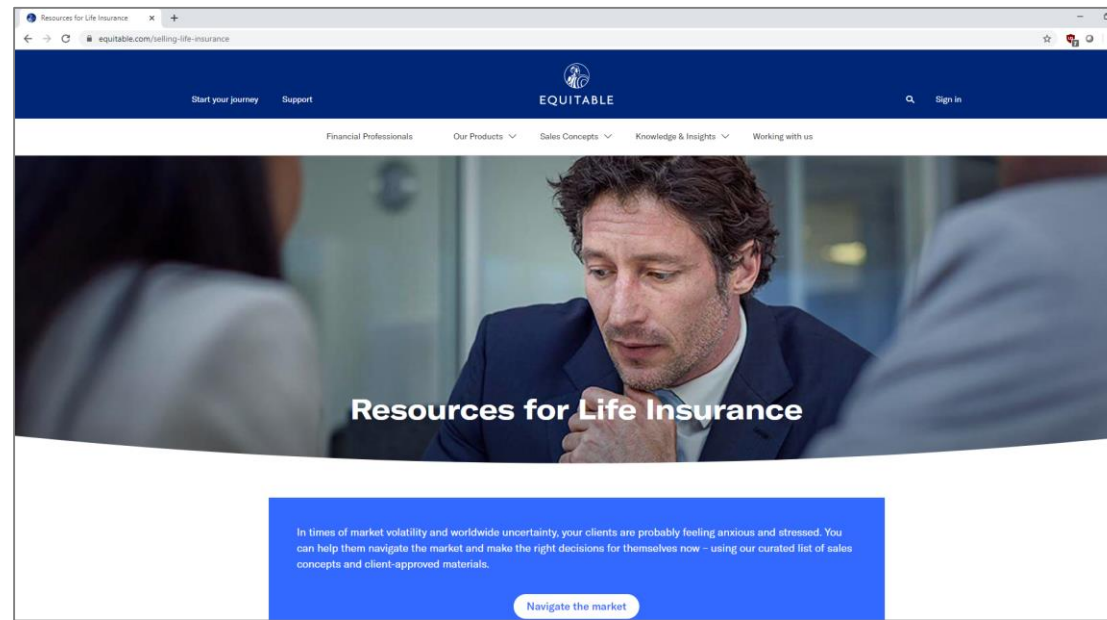 Resources for Life Insurance
equitable.com/selling-life-insurance
Start your journey Support EQUITABLE Sign in
Financial Professionals Our Products Sales Concepts Knowledge & Insights Working with us
Resources for Life Insurance
In times of market volatility and worldwide uncertainty, your clients are probably feeling anxious and stressed. You
can help them navigate the market and make the right decisions for themselves now – using our curated list of sales
concepts and client-approved materials.
Navigate the market